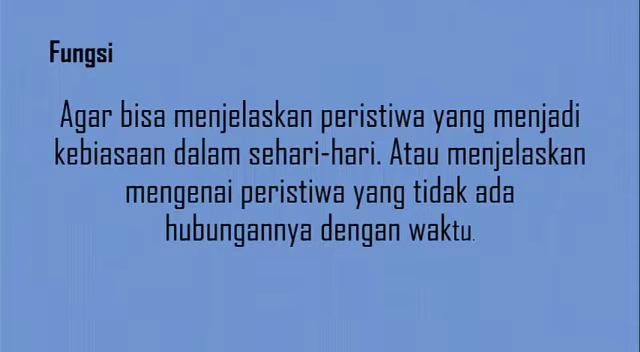 Fungsi
Agar bisa menjelaskan peristiwa yang menjadi
kebiasaan dalam sehari-hari. Atau menjelaskan
mengenai peristiwa yang tidak ada
hubungannya dengan waktu.